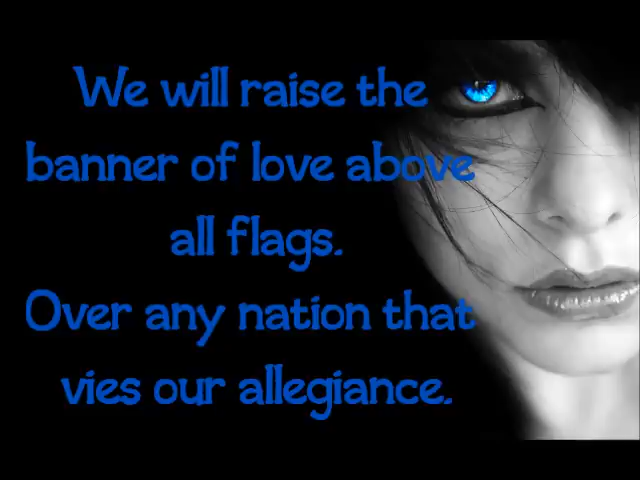 We will raise the
banner of love above
all flags.
Over any nation that
vies our allegiance.